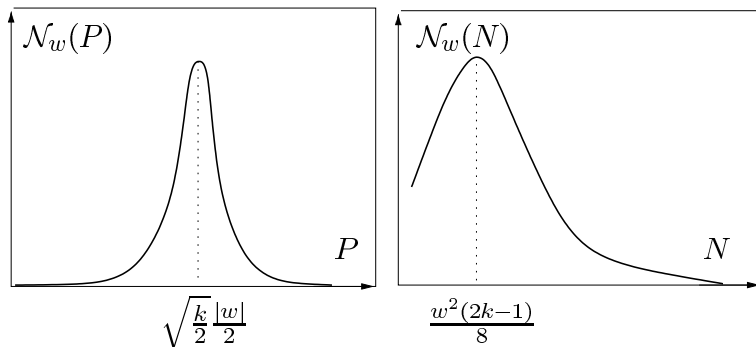 𝒩_w(P)
P
√(k/2) |w|/2
𝒩_w(N)
N
w²(2k−1)/8